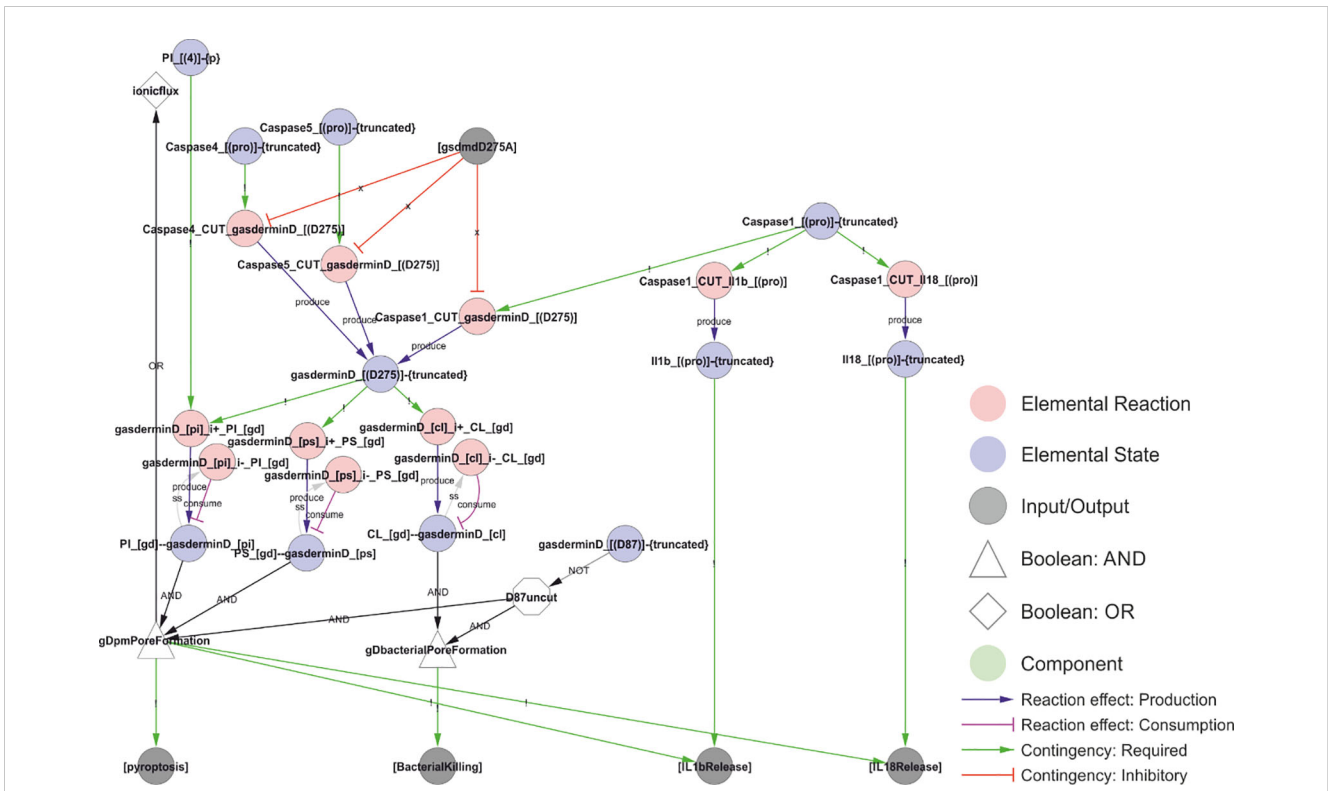 PI_[(4)]-{p}
ionicflux
Caspase5_[(pro)]-{truncated}
Caspase4_[(pro)]-{truncated}
[gsdmdD275A]
!
x
!
x
x
!
Caspase4_CUT_gasderminD_[(D275)]
Caspase5_CUT_gasderminD_[(D275)]
Caspase1_[(pro)]-{truncated}
!
!
!
Caspase1_CUT_Il1b_[(pro)]
Caspase1_CUT_Il18_[(pro)]
produce
produce
Caspase1_CUT_gasderminD_[(D275)]
produce
produce
produce
OR
gasderminD_[(D275)]-{truncated}
Il1b_[(pro)]-{truncated}
Il18_[(pro)]-{truncated}
!
!
!
gasderminD_[pi]_i+_PI_[gd]
gasderminD_[ps]_i+_PS_[gd]
gasderminD_[cl]_i+_CL_[gd]
gasderminD_[pi]_i-_PI_[gd]
gasderminD_[ps]_i-_PS_[gd]
gasderminD_[cl]_i-_CL_[gd]
produce
ss
consume
produce
ss
consume
produce
ss
consume
PI_[gd]--gasderminD_[pi]
PS_[gd]--gasderminD_[ps]
CL_[gd]--gasderminD_[cl]
gasderminD_[(D87)]-{truncated}
NOT
D87uncut
AND
AND
AND
AND
AND
gDpmPoreFormation
gDbacterialPoreFormation
!
!
!
!
!
!
[pyroptosis]
[BacterialKilling]
[IL1bRelease]
[IL18Release]
Elemental Reaction
Elemental State
Input/Output
Boolean: AND
Boolean: OR
Component
Reaction effect: Production
Reaction effect: Consumption
Contingency: Required
Contingency: Inhibitory